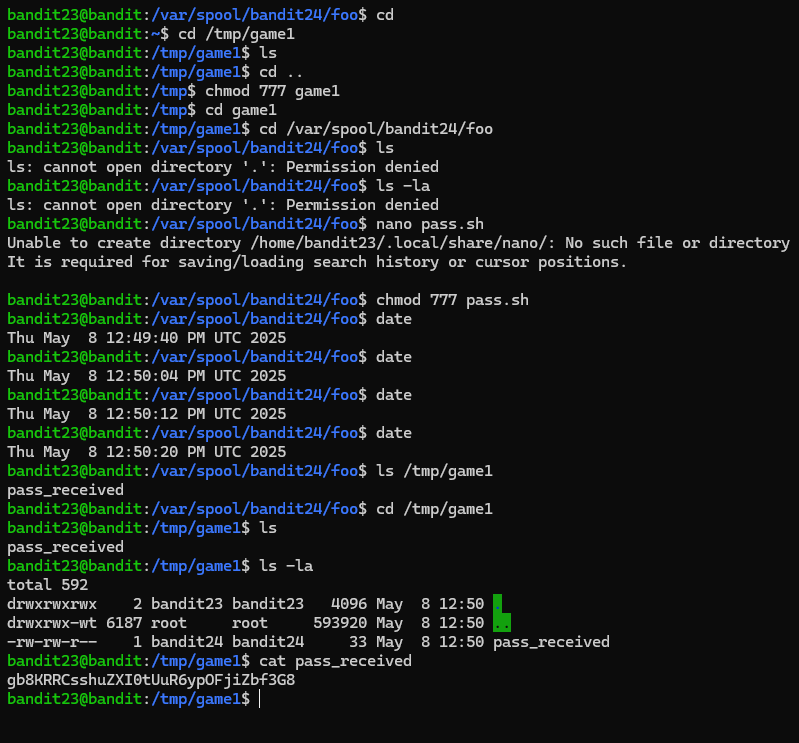 bandit23@bandit:/var/spool/bandit24/foo$ cd
bandit23@bandit:~$ cd /tmp/game1
bandit23@bandit:/tmp/game1$ ls
bandit23@bandit:/tmp/game1$ cd ..
bandit23@bandit:/tmp$ chmod 777 game1
bandit23@bandit:/tmp$ cd game1
bandit23@bandit:/tmp/game1$ cd /var/spool/bandit24/foo
bandit23@bandit:/var/spool/bandit24/foo$ ls
ls: cannot open directory '.': Permission denied
bandit23@bandit:/var/spool/bandit24/foo$ ls -la
ls: cannot open directory '.': Permission denied
bandit23@bandit:/var/spool/bandit24/foo$ nano pass.sh
Unable to create directory /home/bandit23/.local/share/nano/: No such file or directory
It is required for saving/loading search history or cursor positions.

bandit23@bandit:/var/spool/bandit24/foo$ chmod 777 pass.sh
bandit23@bandit:/var/spool/bandit24/foo$ date
Thu May  8 12:49:40 PM UTC 2025
bandit23@bandit:/var/spool/bandit24/foo$ date
Thu May  8 12:50:04 PM UTC 2025
bandit23@bandit:/var/spool/bandit24/foo$ date
Thu May  8 12:50:12 PM UTC 2025
bandit23@bandit:/var/spool/bandit24/foo$ date
Thu May  8 12:50:20 PM UTC 2025
bandit23@bandit:/var/spool/bandit24/foo$ ls /tmp/game1
pass_received
bandit23@bandit:/var/spool/bandit24/foo$ cd /tmp/game1
bandit23@bandit:/tmp/game1$ ls
pass_received
bandit23@bandit:/tmp/game1$ ls -la
total 592
drwxrwxrwx    2 bandit23 bandit23   4096 May  8 12:50 .
drwxrwx-wt 6187 root     root     593920 May  8 12:50 ..
-rw-rw-r--    1 bandit24 bandit24     33 May  8 12:50 pass_received
bandit23@bandit:/tmp/game1$ cat pass_received
gb8KRRCsshuZXI0tUuR6ypOFjiZbf3G8
bandit23@bandit:/tmp/game1$